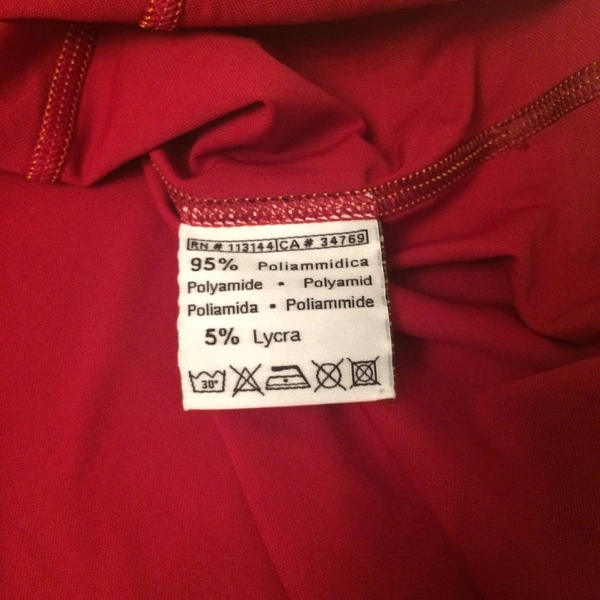 RN # 113144 CA # 34769
95% Poliammidica
Polyamide • Polyamid
Poliamida • Poliammide
5% Lycra
30°